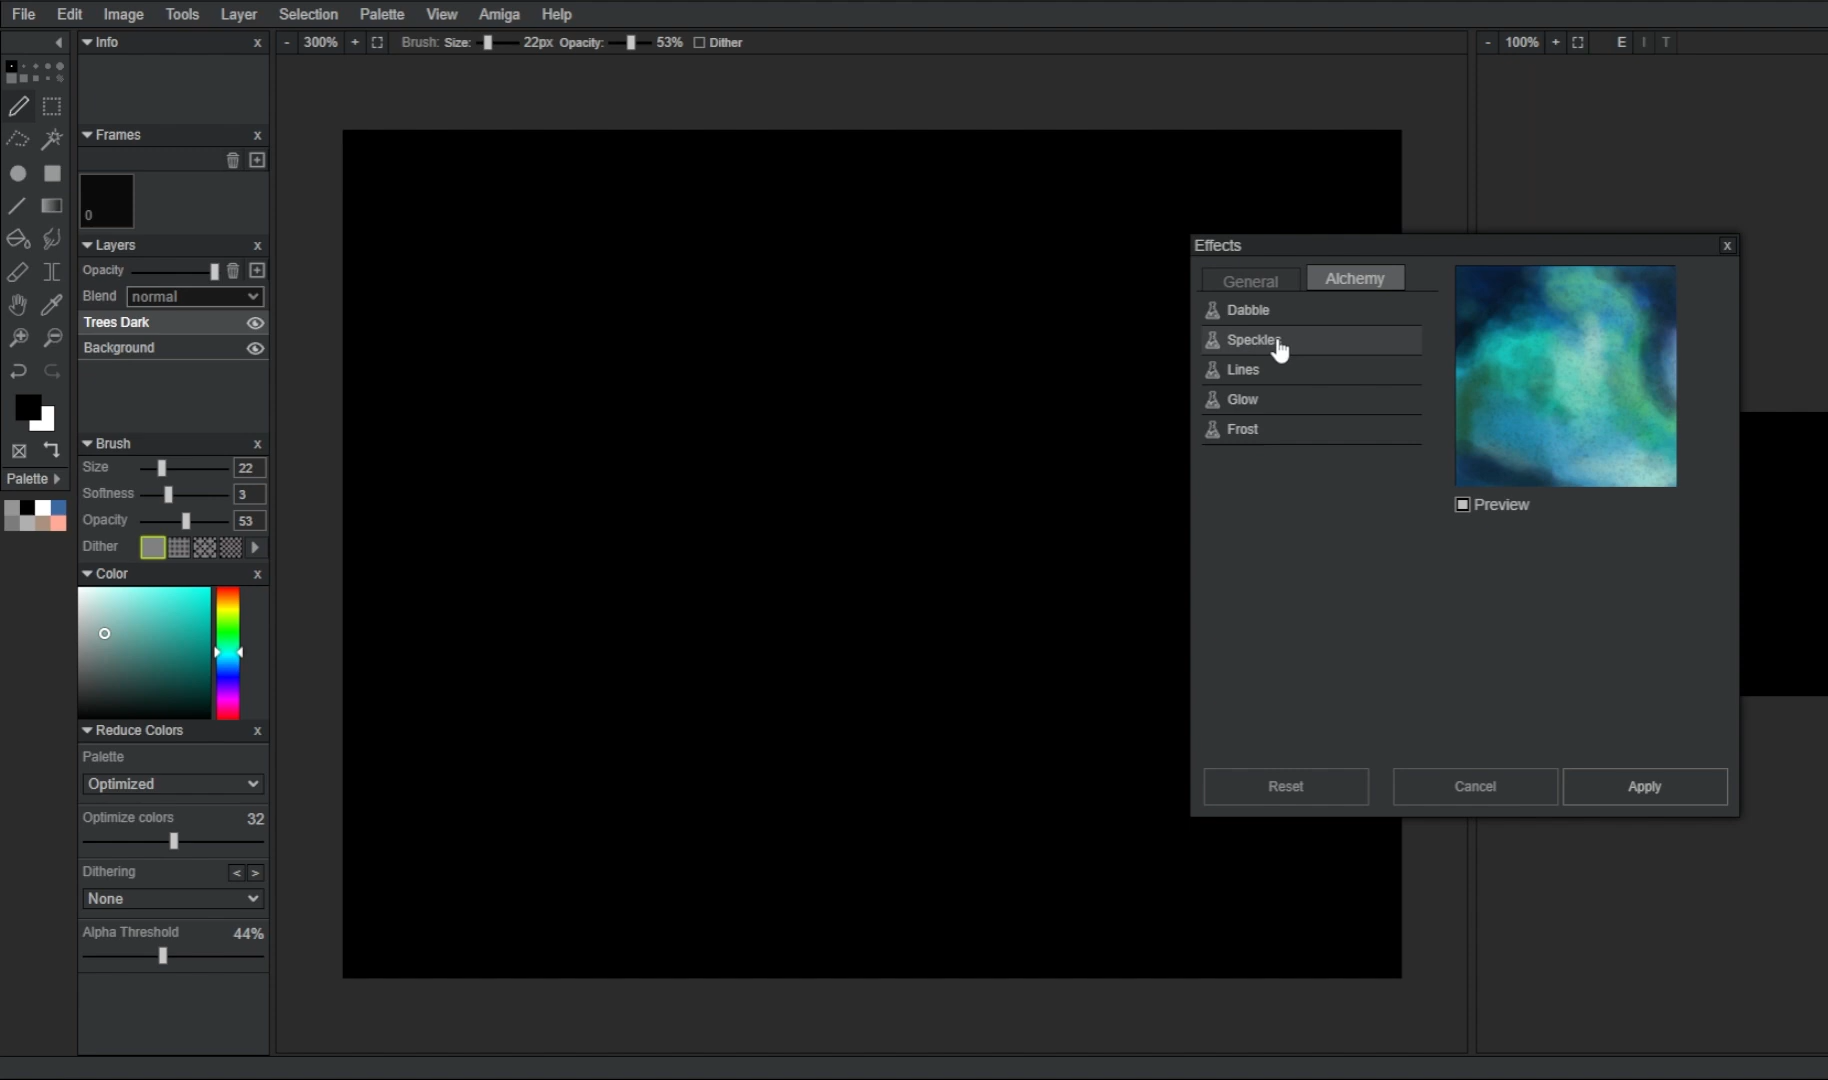 File Edit Image Tools Layer Selection Palette View Amiga Help
Info x
- 300% + Brush: Size: 22px Opacity: 53% Dither
- 100% + E I T
Frames x
0
Layers x
Opacity
Blend normal
Trees Dark
Background
Brush x
Size 22
Softness 3
Opacity 53
Dither
Palette
Color x
Reduce Colors x
Palette
Optimized
Optimize colors 32
Dithering < >
None
Alpha Threshold 44%
Effects x
General Alchemy
Dabble
Speckles
Lines
Glow
Frost
Preview
Reset Cancel Apply